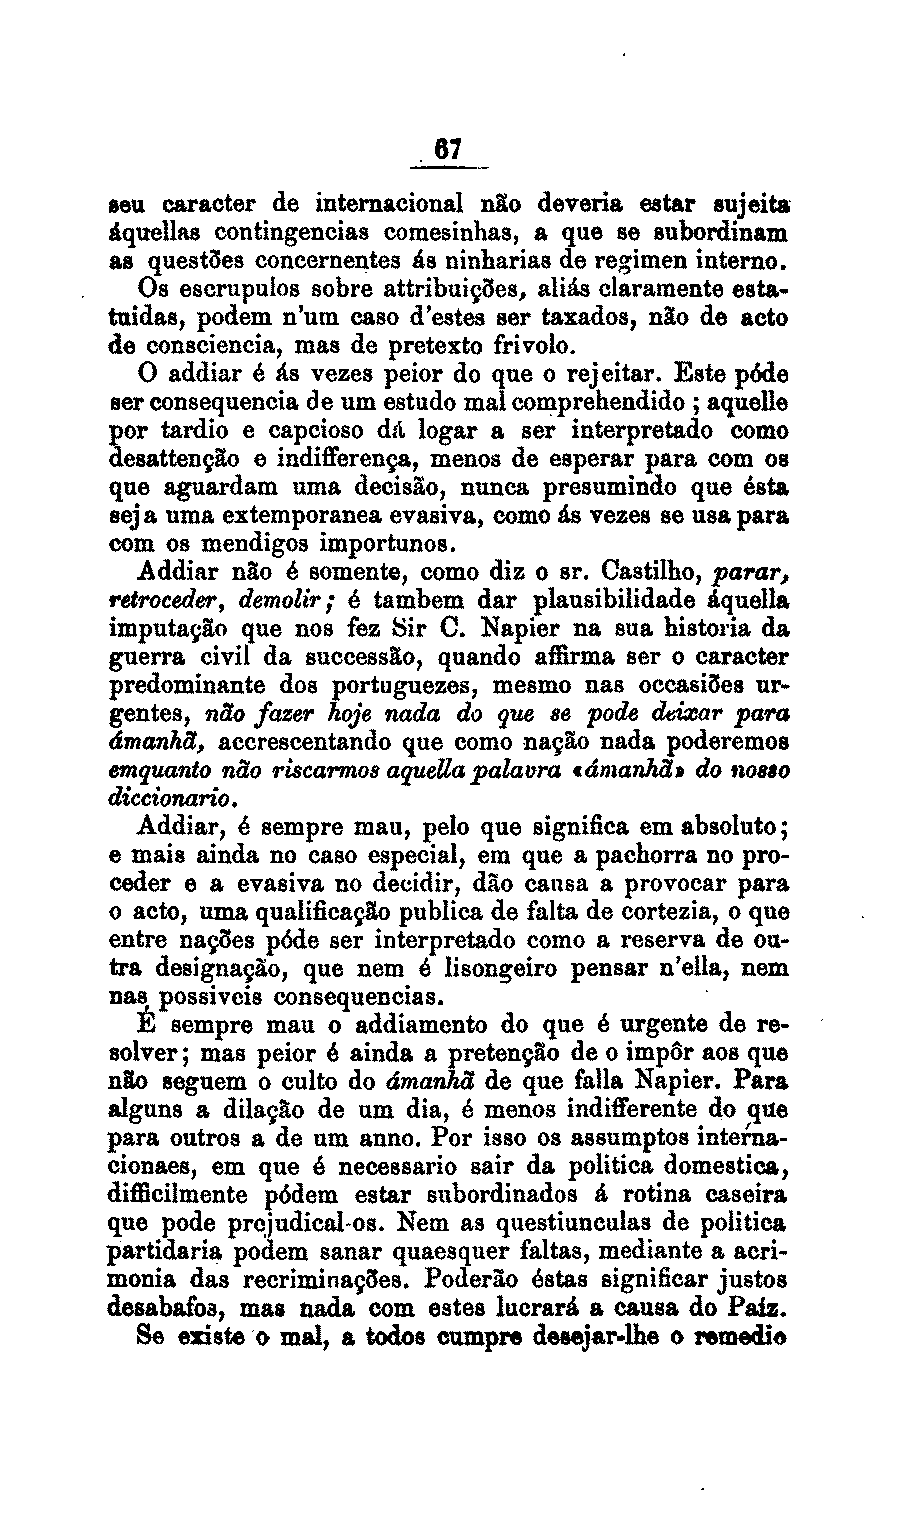 67
seu caracter de internacional não deveria estar sujeita
áquellas contingencias comesinhas, a que se subordinam
as questões concernentes ás ninharias de regimen interno.
Os escrupulos sobre attribuições, aliás claramente esta-
tuidas, podem n'um caso d'estes ser taxados, não de acto
de consciencia, mas de pretexto frivolo.
O addiar é ás vezes peior do que o rejeitar. Este póde
ser consequencia de um estudo mal comprehendido ; aquelle
por tardio e capcioso dá logar a ser interpretado como
desattenção e indifferença, menos de esperar para com os
que aguardam uma decisão, nunca presumindo que ésta
seja uma extemporanea evasiva, como ás vezes se usa para
com os mendigos importunos.
Addiar não é somente, como diz o sr. Castilho, parar,
retroceder, demolir; é tambem dar plausibilidade áquella
imputação que nos fez Sir C. Napier na sua historia da
guerra civil da successão, quando affirma ser o caracter
predominante dos portuguezes, mesmo nas occasiões ur-
gentes, não fazer hoje nada do que se pode deixar para
ámanhã, accrescentando que como nação nada poderemos
emquanto não riscarmos aquella palavra «ámanhã» do nosso
diccionario.
Addiar, é sempre mau, pelo que significa em absoluto;
e mais ainda no caso especial, em que a pachorra no pro-
ceder e a evasiva no decidir, dão causa a provocar para
o acto, uma qualificação publica de falta de cortezia, o que
entre nações póde ser interpretado como a reserva de ou-
tra designação, que nem é lisongeiro pensar n'ella, nem
nas possiveis consequencias.
É sempre mau o addiamento do que é urgente de re-
solver; mas peior é ainda a pretenção de o impôr aos que
não seguem o culto do ámanhã de que falla Napier. Para
alguns a dilação de um dia, é menos indifferente do que
para outros a de um anno. Por isso os assumptos interna-
cionaes, em que é necessario sair da politica domestica,
difficilmente pódem estar subordinados á rotina caseira
que pode prejudical-os. Nem as questiunculas de politica
partidaria podem sanar quaesquer faltas, mediante a acri-
monia das recriminações. Poderão éstas significar justos
desabafos, mas nada com estes lucrará a causa do Paíz.
Se existe o mal, a todos cumpre desejar-lhe o remedio